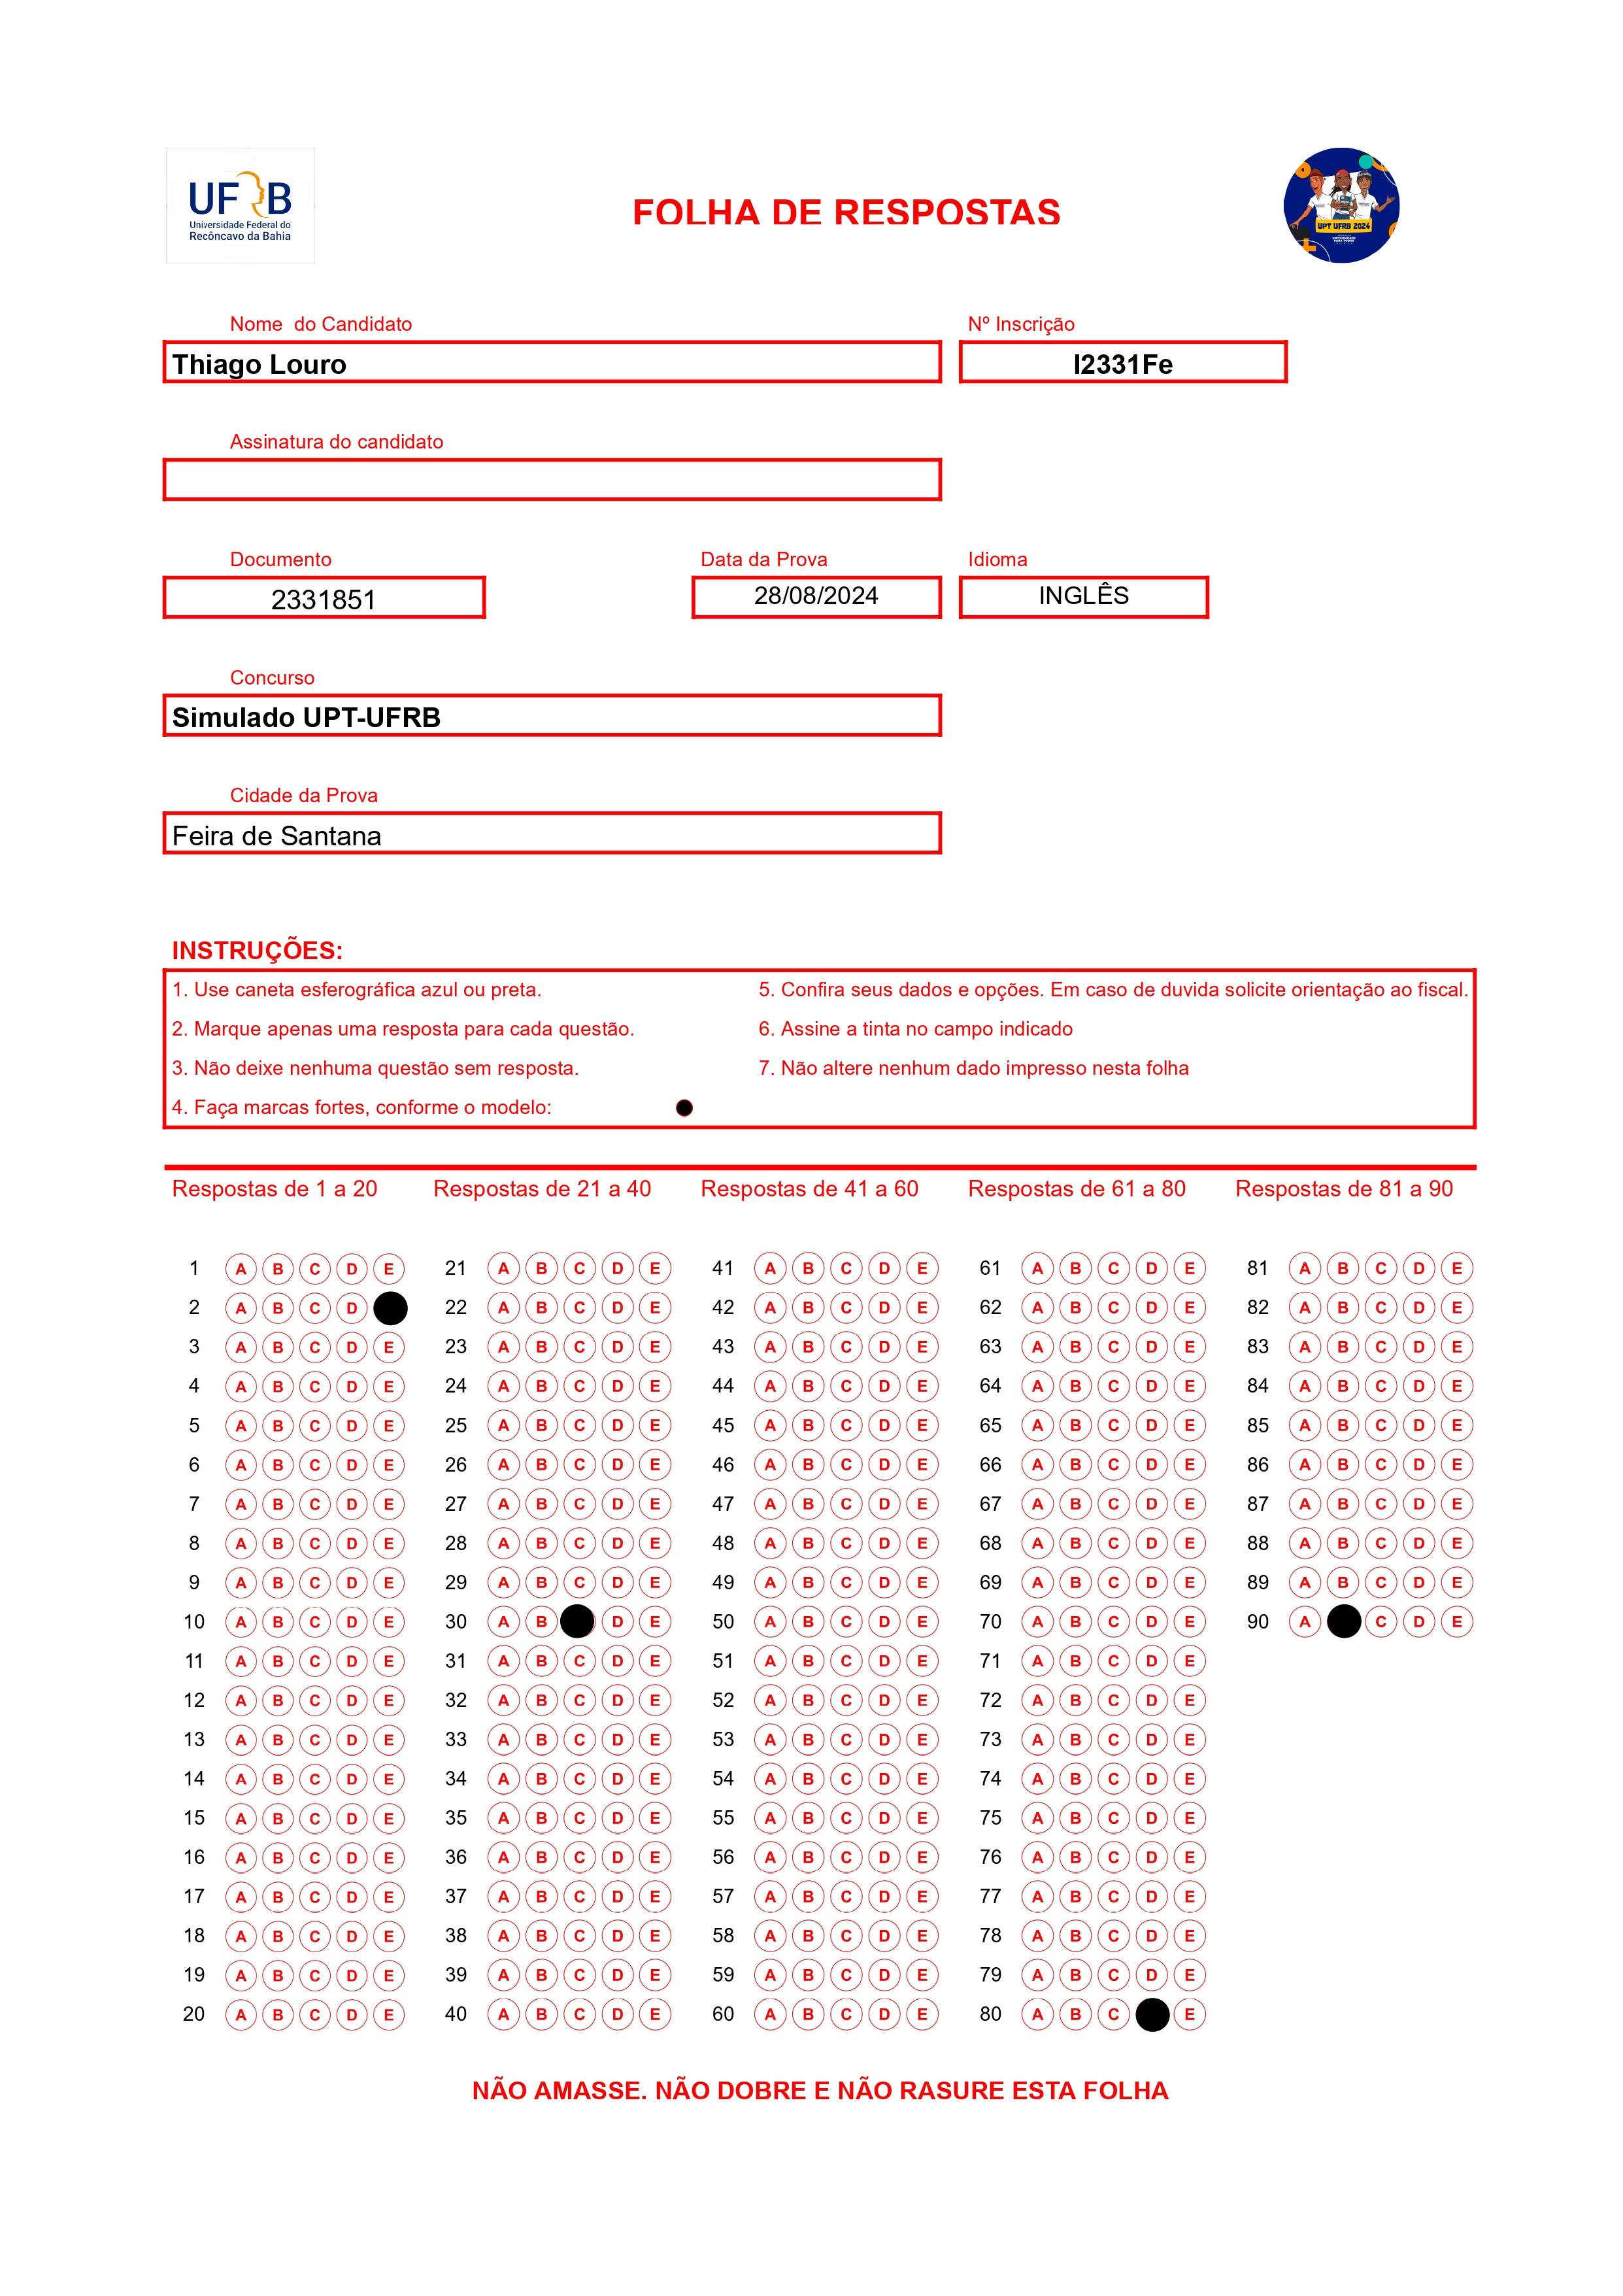 UFRB
Universidade Federal do
Recôncavo da Bahia
FOLHA DE RESPOSTAS
UPT UFRB 2024
Nome do Candidato Nº Inscrição
Thiago Louro I2331Fe
Assinatura do candidato
Documento Data da Prova Idioma
2331851 28/08/2024 INGLÊS
Concurso
Simulado UPT-UFRB
Cidade da Prova
Feira de Santana
INSTRUÇÕES:
1. Use caneta esferográfica azul ou preta. 5. Confira seus dados e opções. Em caso de duvida solicite orientação ao fiscal.
2. Marque apenas uma resposta para cada questão. 6. Assine a tinta no campo indicado
3. Não deixe nenhuma questão sem resposta. 7. Não altere nenhum dado impresso nesta folha
4. Faça marcas fortes, conforme o modelo:
Respostas de 1 a 20 Respostas de 21 a 40 Respostas de 41 a 60 Respostas de 61 a 80 Respostas de 81 a 90
1 A B C D E 21 A B C D E 41 A B C D E 61 A B C D E 81 A B C D E
2 A B C D 22 A B C D E 42 A B C D E 62 A B C D E 82 A B C D E
3 A B C D E 23 A B C D E 43 A B C D E 63 A B C D E 83 A B C D E
4 A B C D E 24 A B C D E 44 A B C D E 64 A B C D E 84 A B C D E
5 A B C D E 25 A B C D E 45 A B C D E 65 A B C D E 85 A B C D E
6 A B C D E 26 A B C D E 46 A B C D E 66 A B C D E 86 A B C D E
7 A B C D E 27 A B C D E 47 A B C D E 67 A B C D E 87 A B C D E
8 A B C D E 28 A B C D E 48 A B C D E 68 A B C D E 88 A B C D E
9 A B C D E 29 A B C D E 49 A B C D E 69 A B C D E 89 A B C D E
10 A B C D E 30 A B D E 50 A B C D E 70 A B C D E 90 A C D E
11 A B C D E 31 A B C D E 51 A B C D E 71 A B C D E
12 A B C D E 32 A B C D E 52 A B C D E 72 A B C D E
13 A B C D E 33 A B C D E 53 A B C D E 73 A B C D E
14 A B C D E 34 A B C D E 54 A B C D E 74 A B C D E
15 A B C D E 35 A B C D E 55 A B C D E 75 A B C D E
16 A B C D E 36 A B C D E 56 A B C D E 76 A B C D E
17 A B C D E 37 A B C D E 57 A B C D E 77 A B C D E
18 A B C D E 38 A B C D E 58 A B C D E 78 A B C D E
19 A B C D E 39 A B C D E 59 A B C D E 79 A B C D E
20 A B C D E 40 A B C D E 60 A B C D E 80 A B C E
NÃO AMASSE. NÃO DOBRE E NÃO RASURE ESTA FOLHA